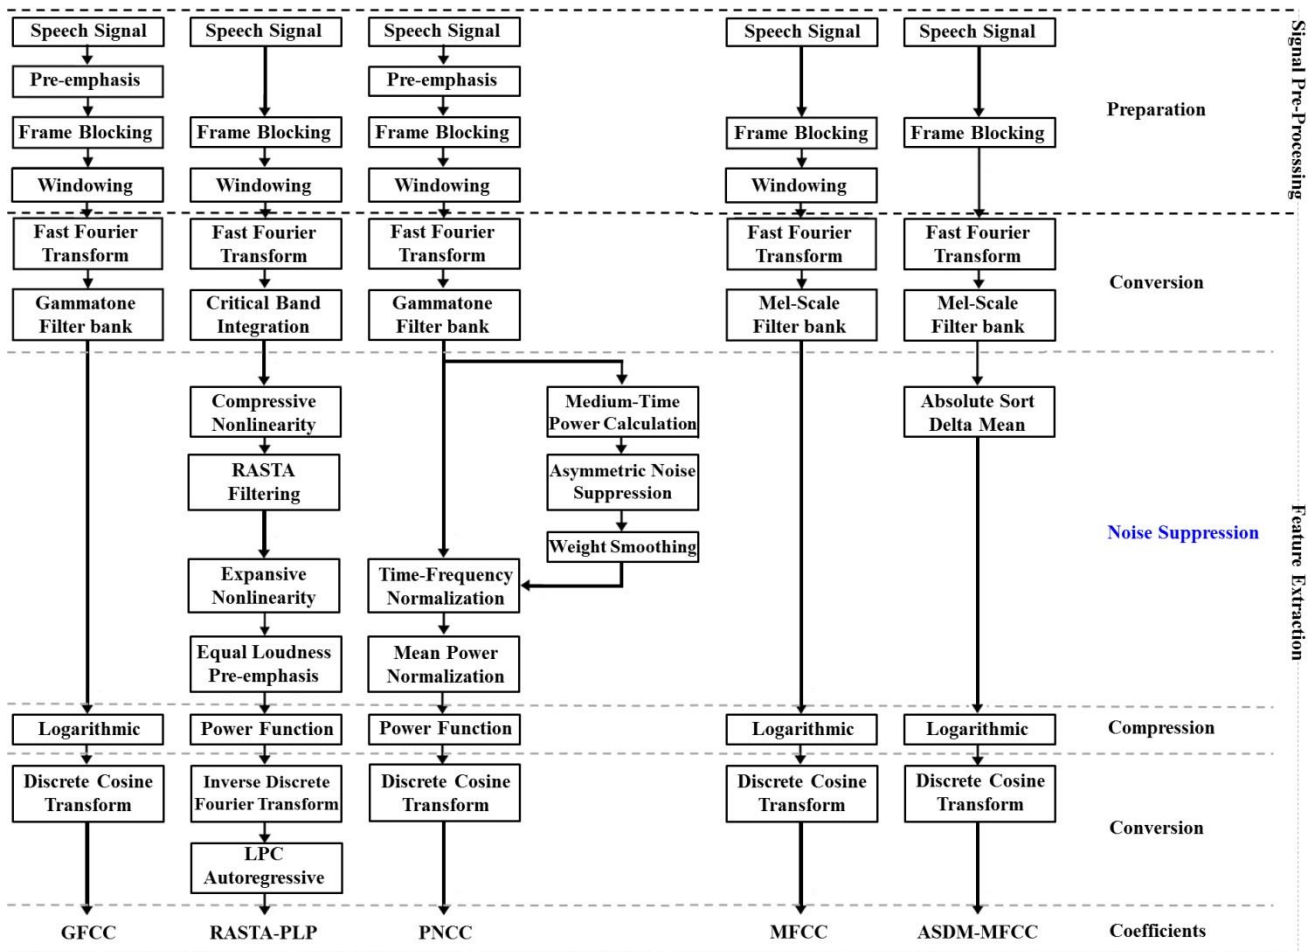 Speech Signal
Speech Signal
Speech Signal
Speech Signal
Speech Signal
Pre-emphasis
Pre-emphasis
Preparation
Signal Pre-Processing
Frame Blocking
Frame Blocking
Frame Blocking
Frame Blocking
Frame Blocking
Windowing
Windowing
Windowing
Windowing
Fast Fourier
Transform
Fast Fourier
Transform
Fast Fourier
Transform
Fast Fourier
Transform
Fast Fourier
Transform
Conversion
Gammatone
Filter bank
Critical Band
Integration
Gammatone
Filter bank
Mel-Scale
Filter bank
Mel-Scale
Filter bank
Compressive
Nonlinearity
Medium-Time
Power Calculation
Absolute Sort
Delta Mean
RASTA
Filtering
Asymmetric Noise
Suppression
Noise Suppression
Feature Extraction
Weight Smoothing
Expansive
Nonlinearity
Time-Frequency
Normalization
Equal Loudness
Pre-emphasis
Mean Power
Normalization
Logarithmic
Power Function
Power Function
Logarithmic
Logarithmic
Compression
Discrete Cosine
Transform
Inverse Discrete
Fourier Transform
Discrete Cosine
Transform
Discrete Cosine
Transform
Discrete Cosine
Transform
Conversion
LPC
Autoregressive
GFCC
RASTA-PLP
PNCC
MFCC
ASDM-MFCC
Coefficients